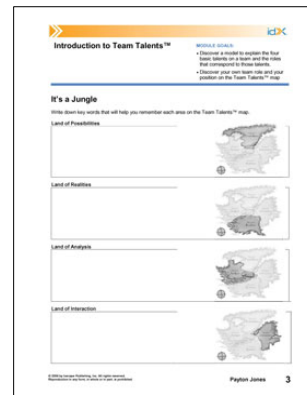 idX
Introduction to Team Talents™
MODULE GOALS:
• Discover a model to explain the four
basic talents on a team and the roles
that correspond to those talents.
• Discover your own team role and your
position on the Team Talents™ map
It's a Jungle
Write down key words that will help you remember each area on the Team Talents™ map.
Land of Possibilities
Land of Realities
Land of Analysis
Land of Interaction
Payton Jones 3